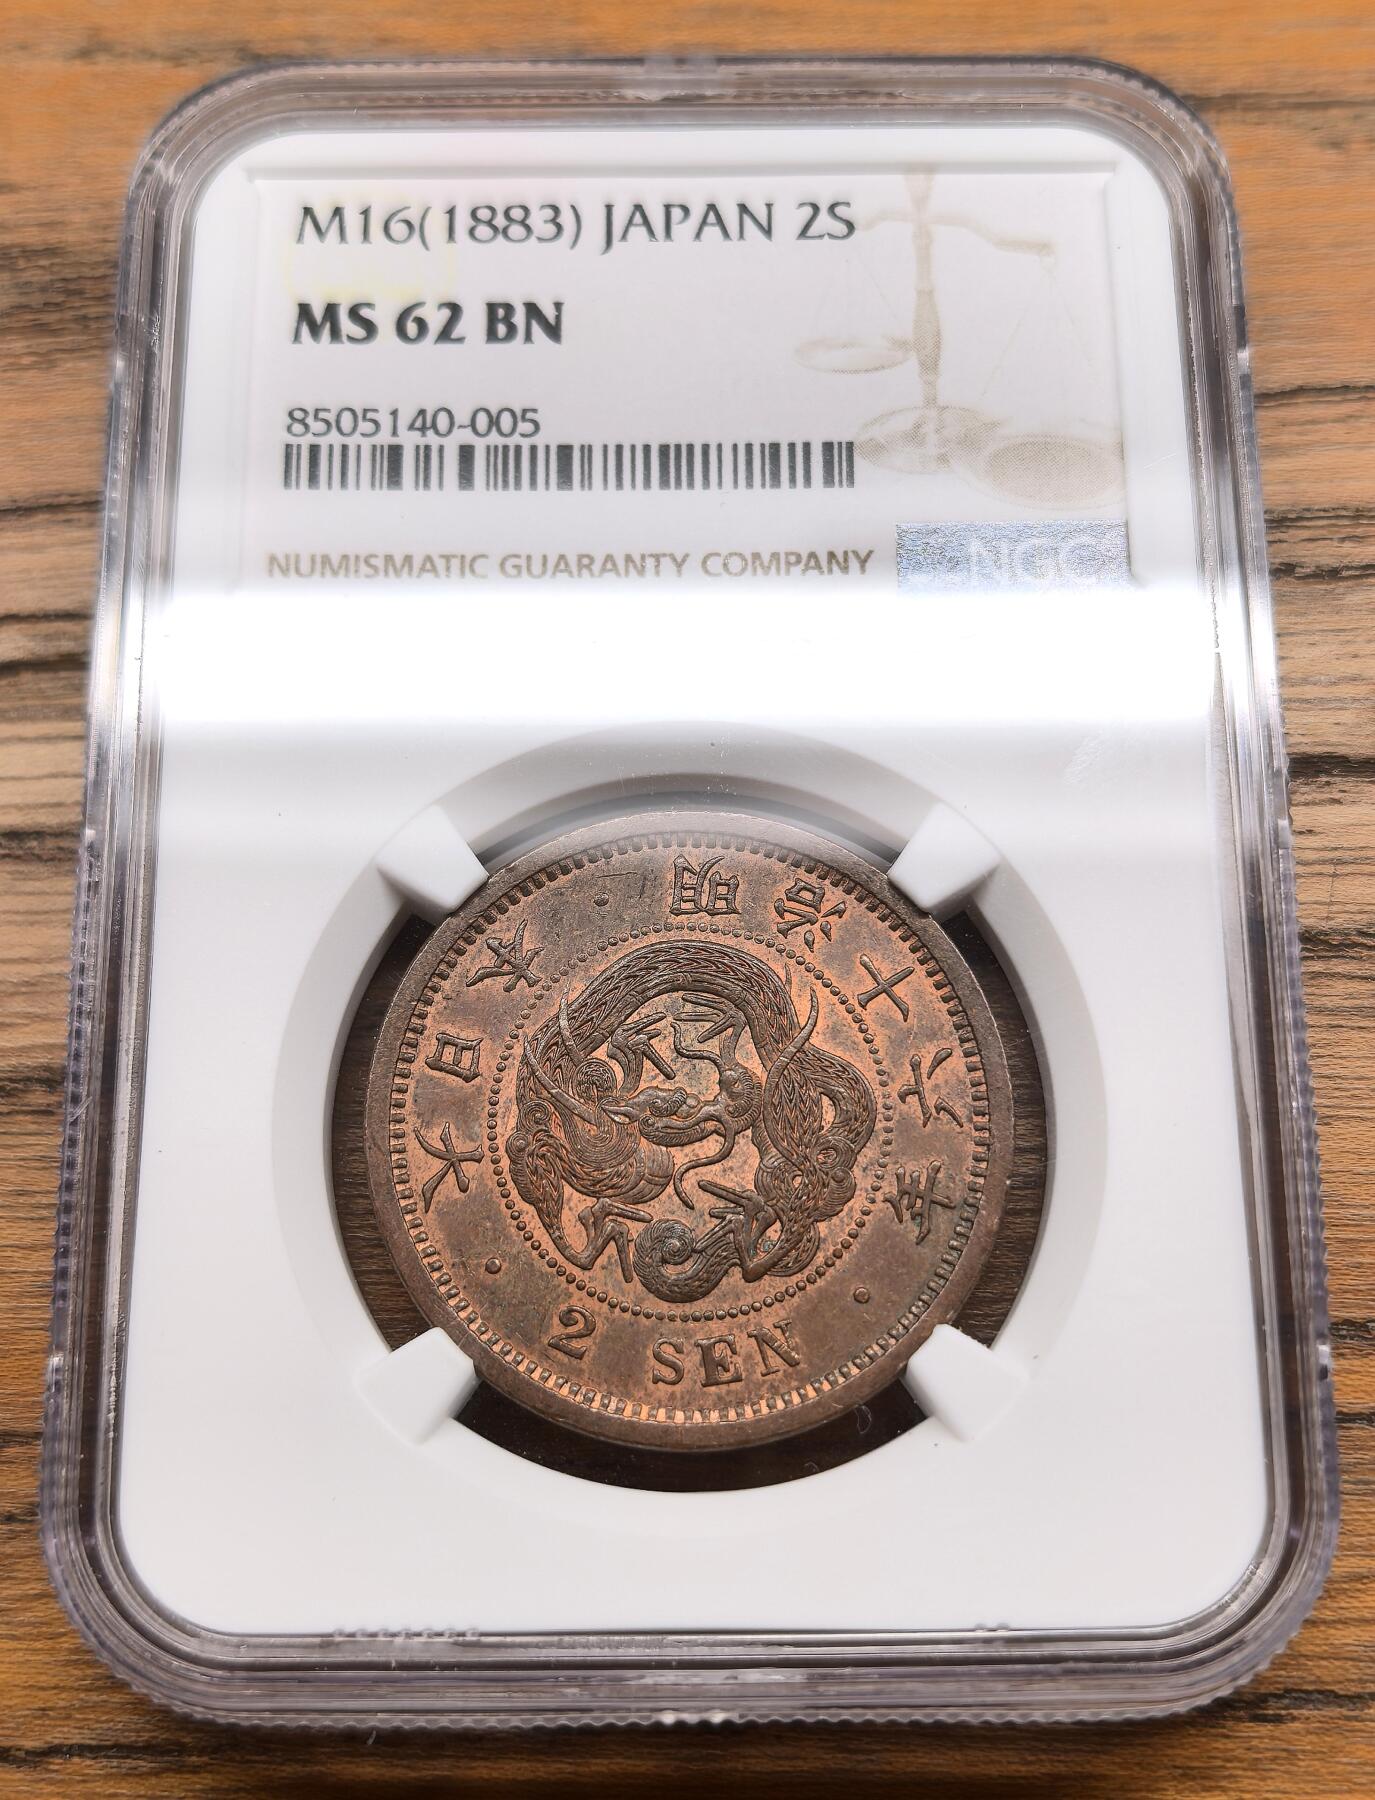 M16(1883) JAPAN 2S
MS 62 BN
8505140-005
NUMISMATIC GUARANTY COMPANY
NGC
大日本 · 明治十六年 ·
2 SEN ·